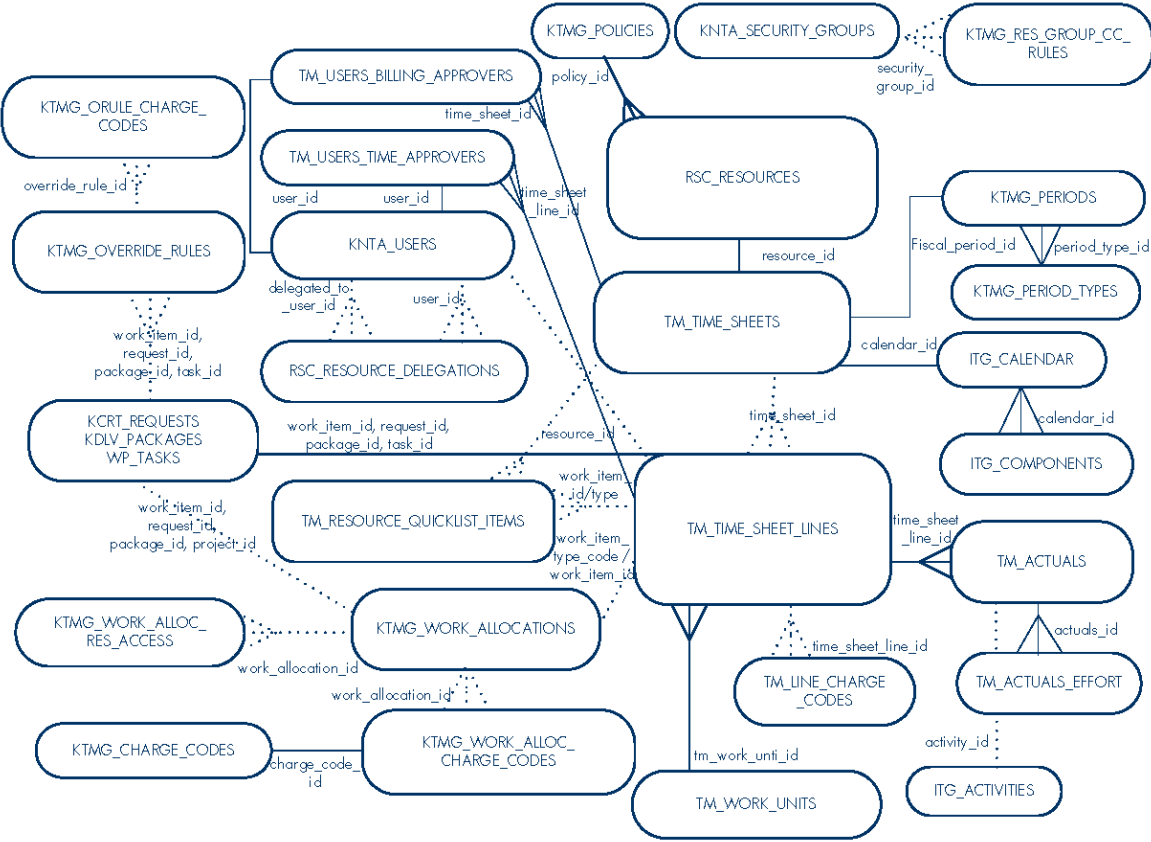 KTMG_POLICIES
KNTA_SECURITY_GROUPS
KTMG_RES_GROUP_CC_
RULES
policy_id
security_
group_id
TM_USERS_BILLING_APPROVERS
time_sheet_id
KTMG_ORULE_CHARGE_
CODES
TM_USERS_TIME_APPROVERS
RSC_RESOURCES
override_rule_id
user_id
user_id
time_sheet
_line_id
KTMG_PERIODS
KTMG_OVERRIDE_RULES
KNTA_USERS
resource_id
Fiscal_period_id
period_type_id
delegated_to
_user_id
user_id
KTMG_PERIOD_TYPES
TM_TIME_SHEETS
work_item_id,
request_id,
package_id, task_id
calendar_id
ITG_CALENDAR
RSC_RESOURCE_DELEGATIONS
KCRT_REQUESTS
KDLV_PACKAGES
WP_TASKS
work_item_id, request_id,
package_id, task_id
resource_id
time_sheet_id
calendar_id
ITG_COMPONENTS
work_item_id,
request_id,
package_id, project_id
TM_RESOURCE_QUICKLIST_ITEMS
work_item_
id/type
TM_TIME_SHEET_LINES
time_sheet
_line_id
work_item_
type_code /
work_item_id
TM_ACTUALS
KTMG_WORK_ALLOC_
RES_ACCESS
KTMG_WORK_ALLOCATIONS
actuals_id
work_allocation_id
time_sheet_line_id
TM_LINE_CHARGE
_CODES
TM_ACTUALS_EFFORT
work_allocation_id
KTMG_CHARGE_CODES
charge_code_
id
KTMG_WORK_ALLOC_
CHARGE_CODES
tm_work_unti_id
activity_id
TM_WORK_UNITS
ITG_ACTIVITIES